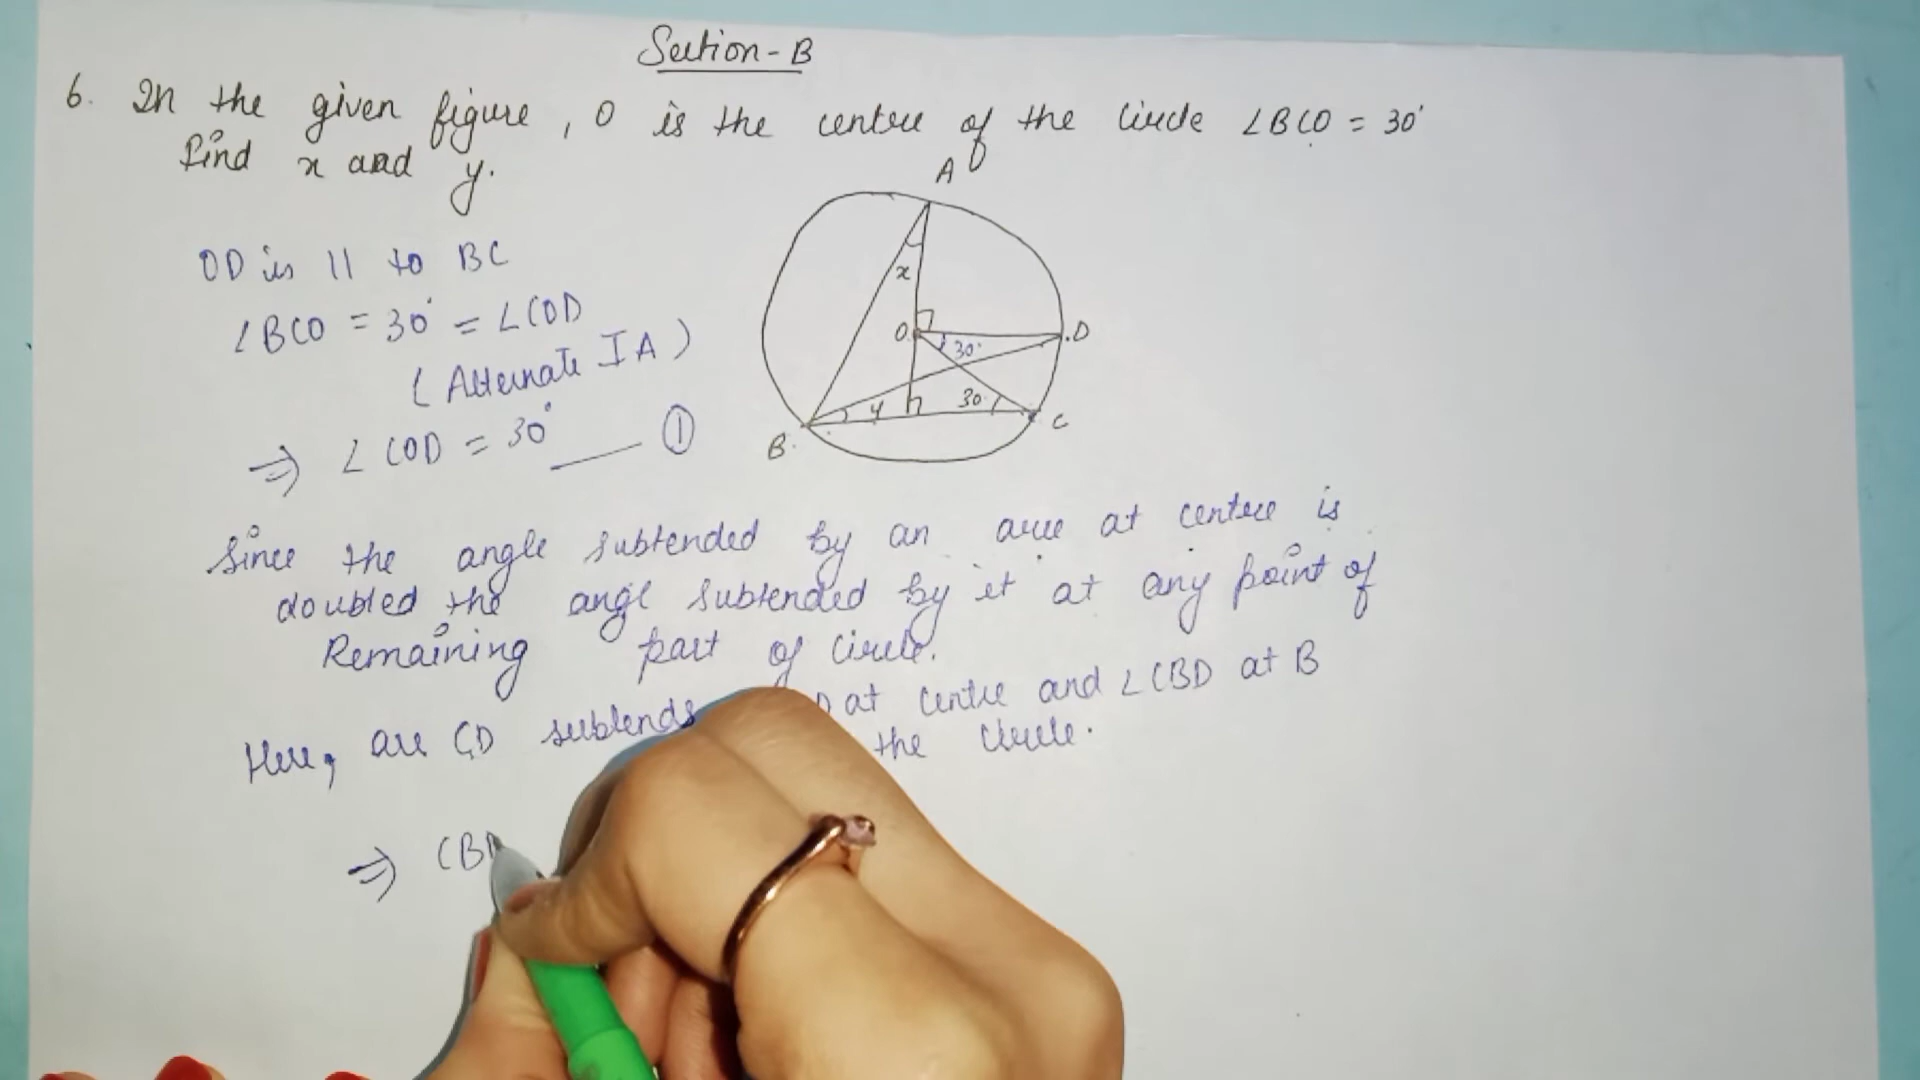 Section-B
6. In the given figure, O is the centre of the circle ∠BCO = 30°
find x and y.
A
OD is || to BC
x
∠BCO = 30° = ∠COD
O
D
30°
(Alternate IA)
y
30
C
B
⇒ ∠COD = 30° —— ①
Since the angle subtended by an arc at centre is
doubled the angl subtended by it at any point of
Remaining part of circle.
Here, arc CD subtends at centre and ∠CBD at B
the circle.
⇒ CB